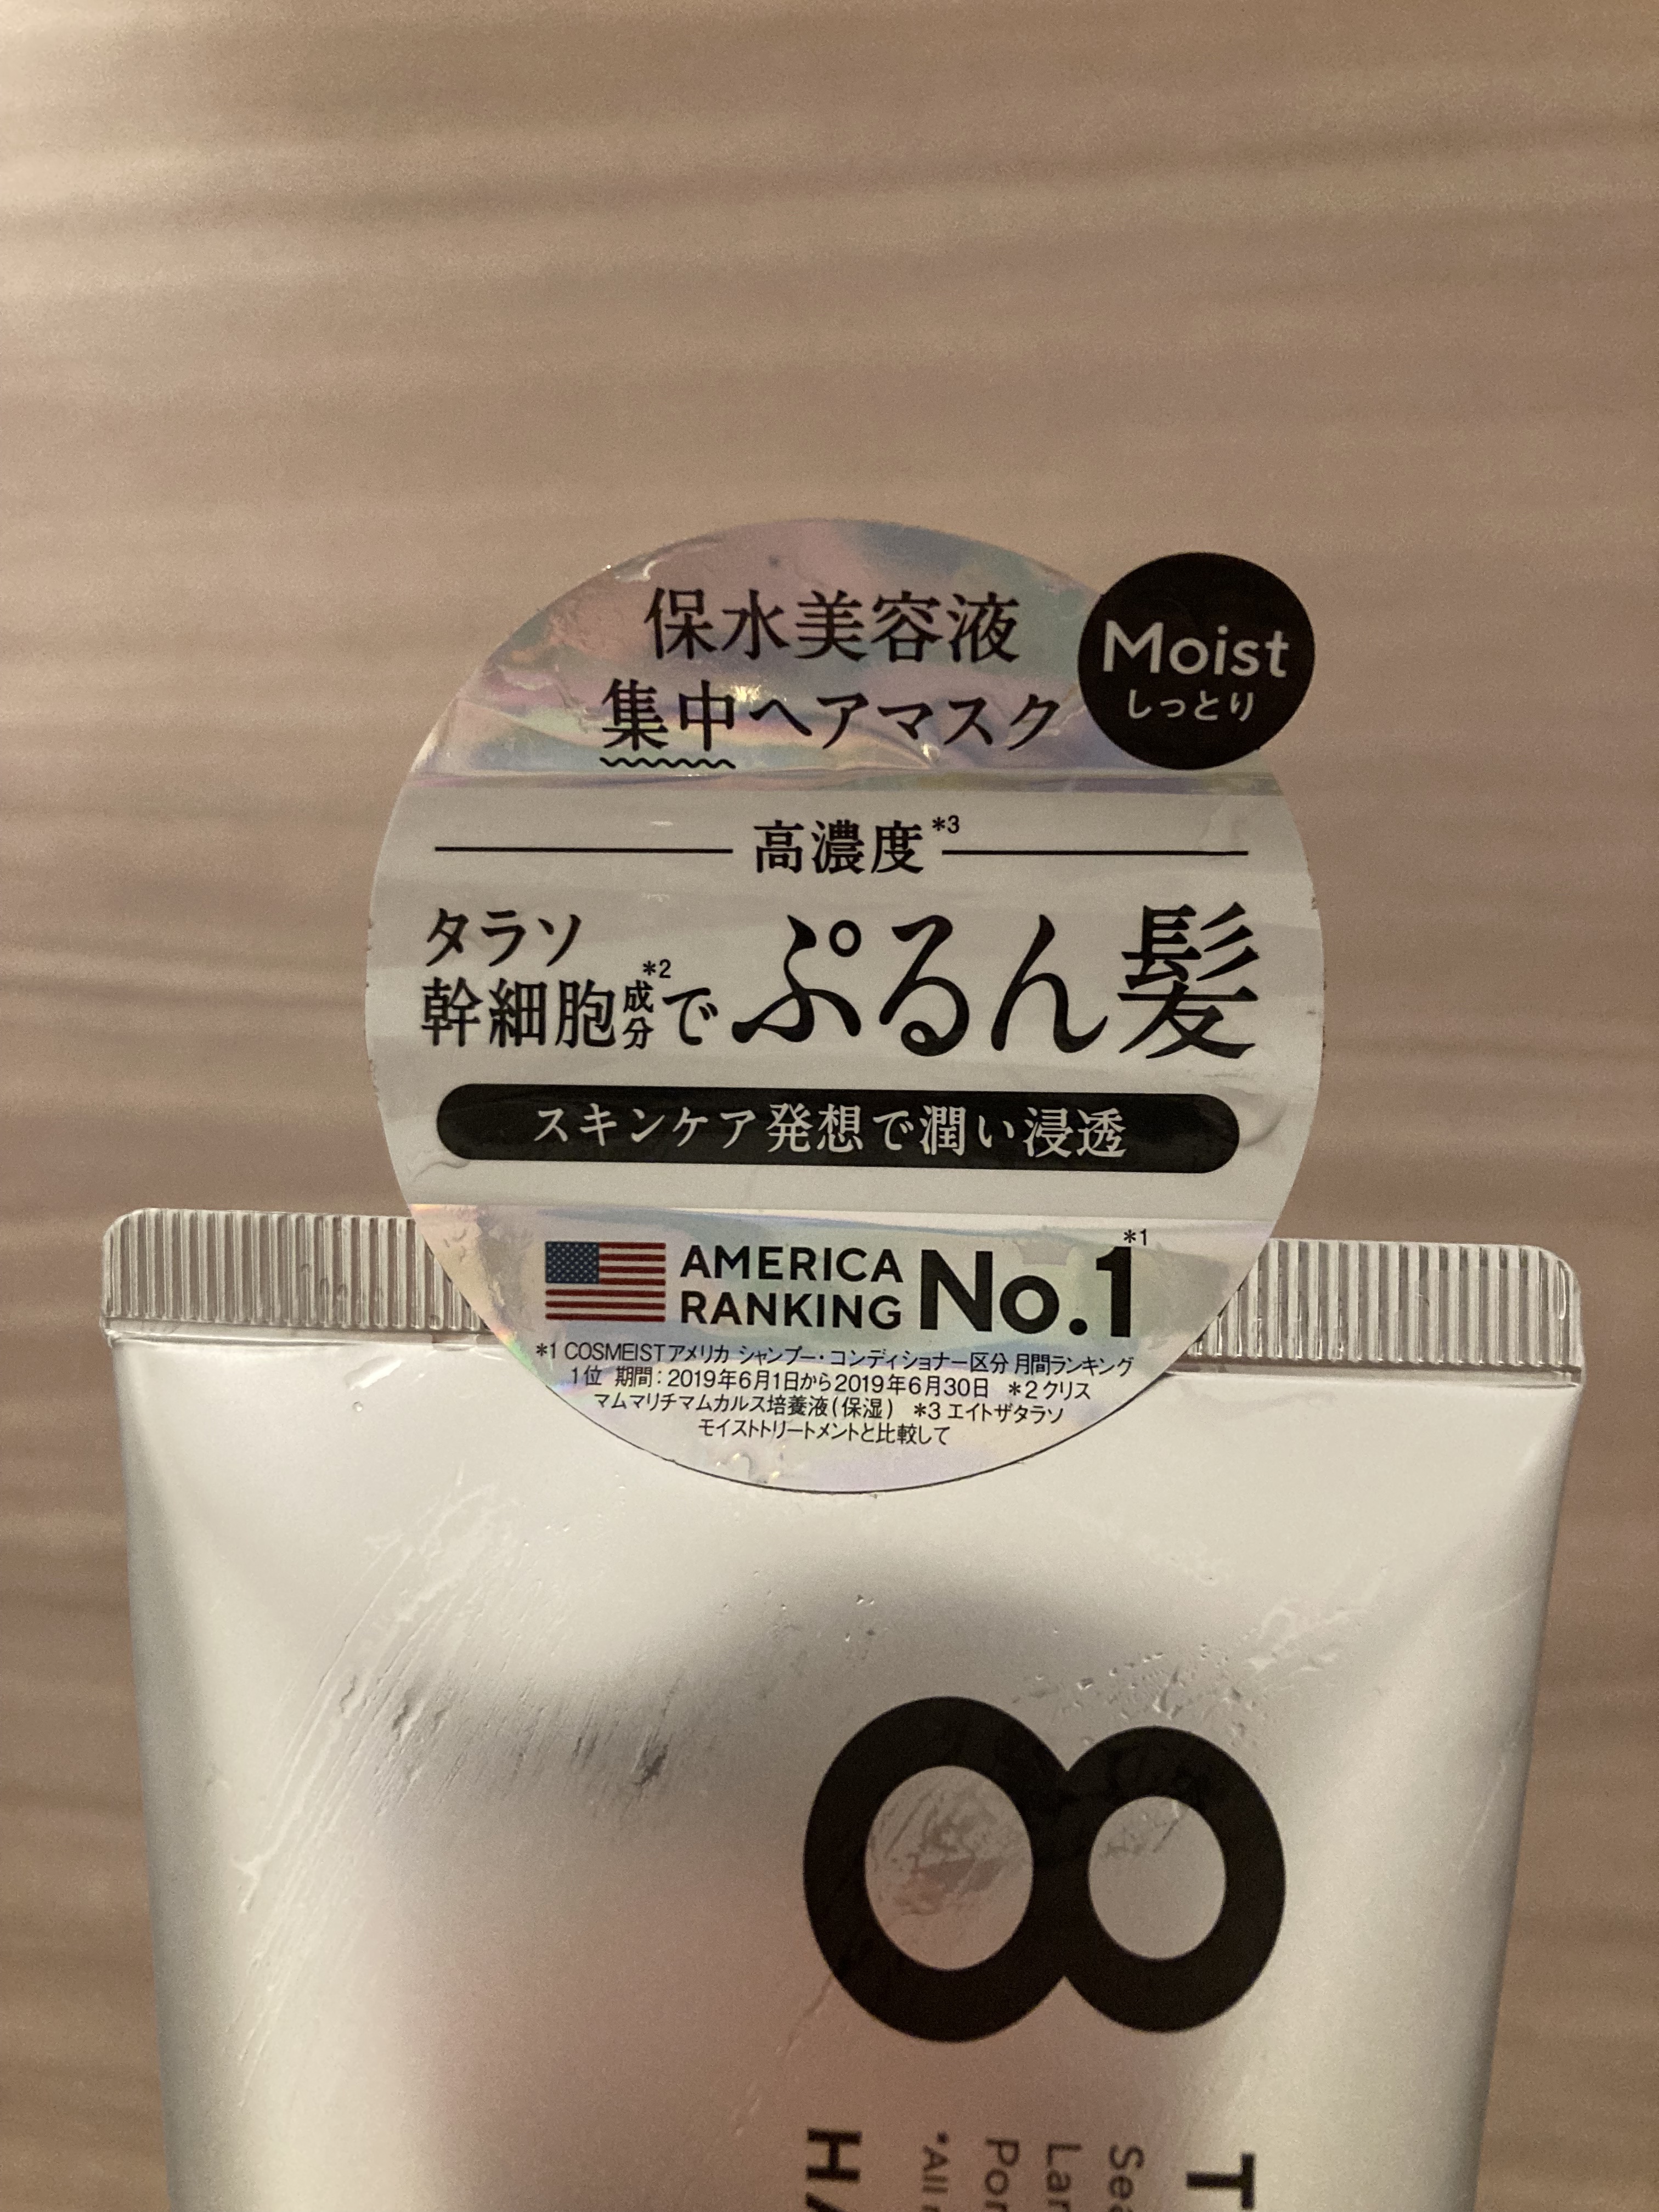 保水美容液
集中ヘアマスク
Moist
しっとり
高濃度*3
タラソ
幹細胞成分*2で
ぷるん髪
スキンケア発想で潤い浸透
AMERICA
RANKING
No.1*1
*1 COSMEISTアメリカ シャンプー・コンディショナー区分 月間ランキング
1位 期間：2019年6月1日から2019年6月30日 *2 クリス
マムマリチマムカルス培養液（保湿） *3 エイトザタラソ
モイストトリートメントと比較して
8
T
Sea
Lar
Por
*All
HA